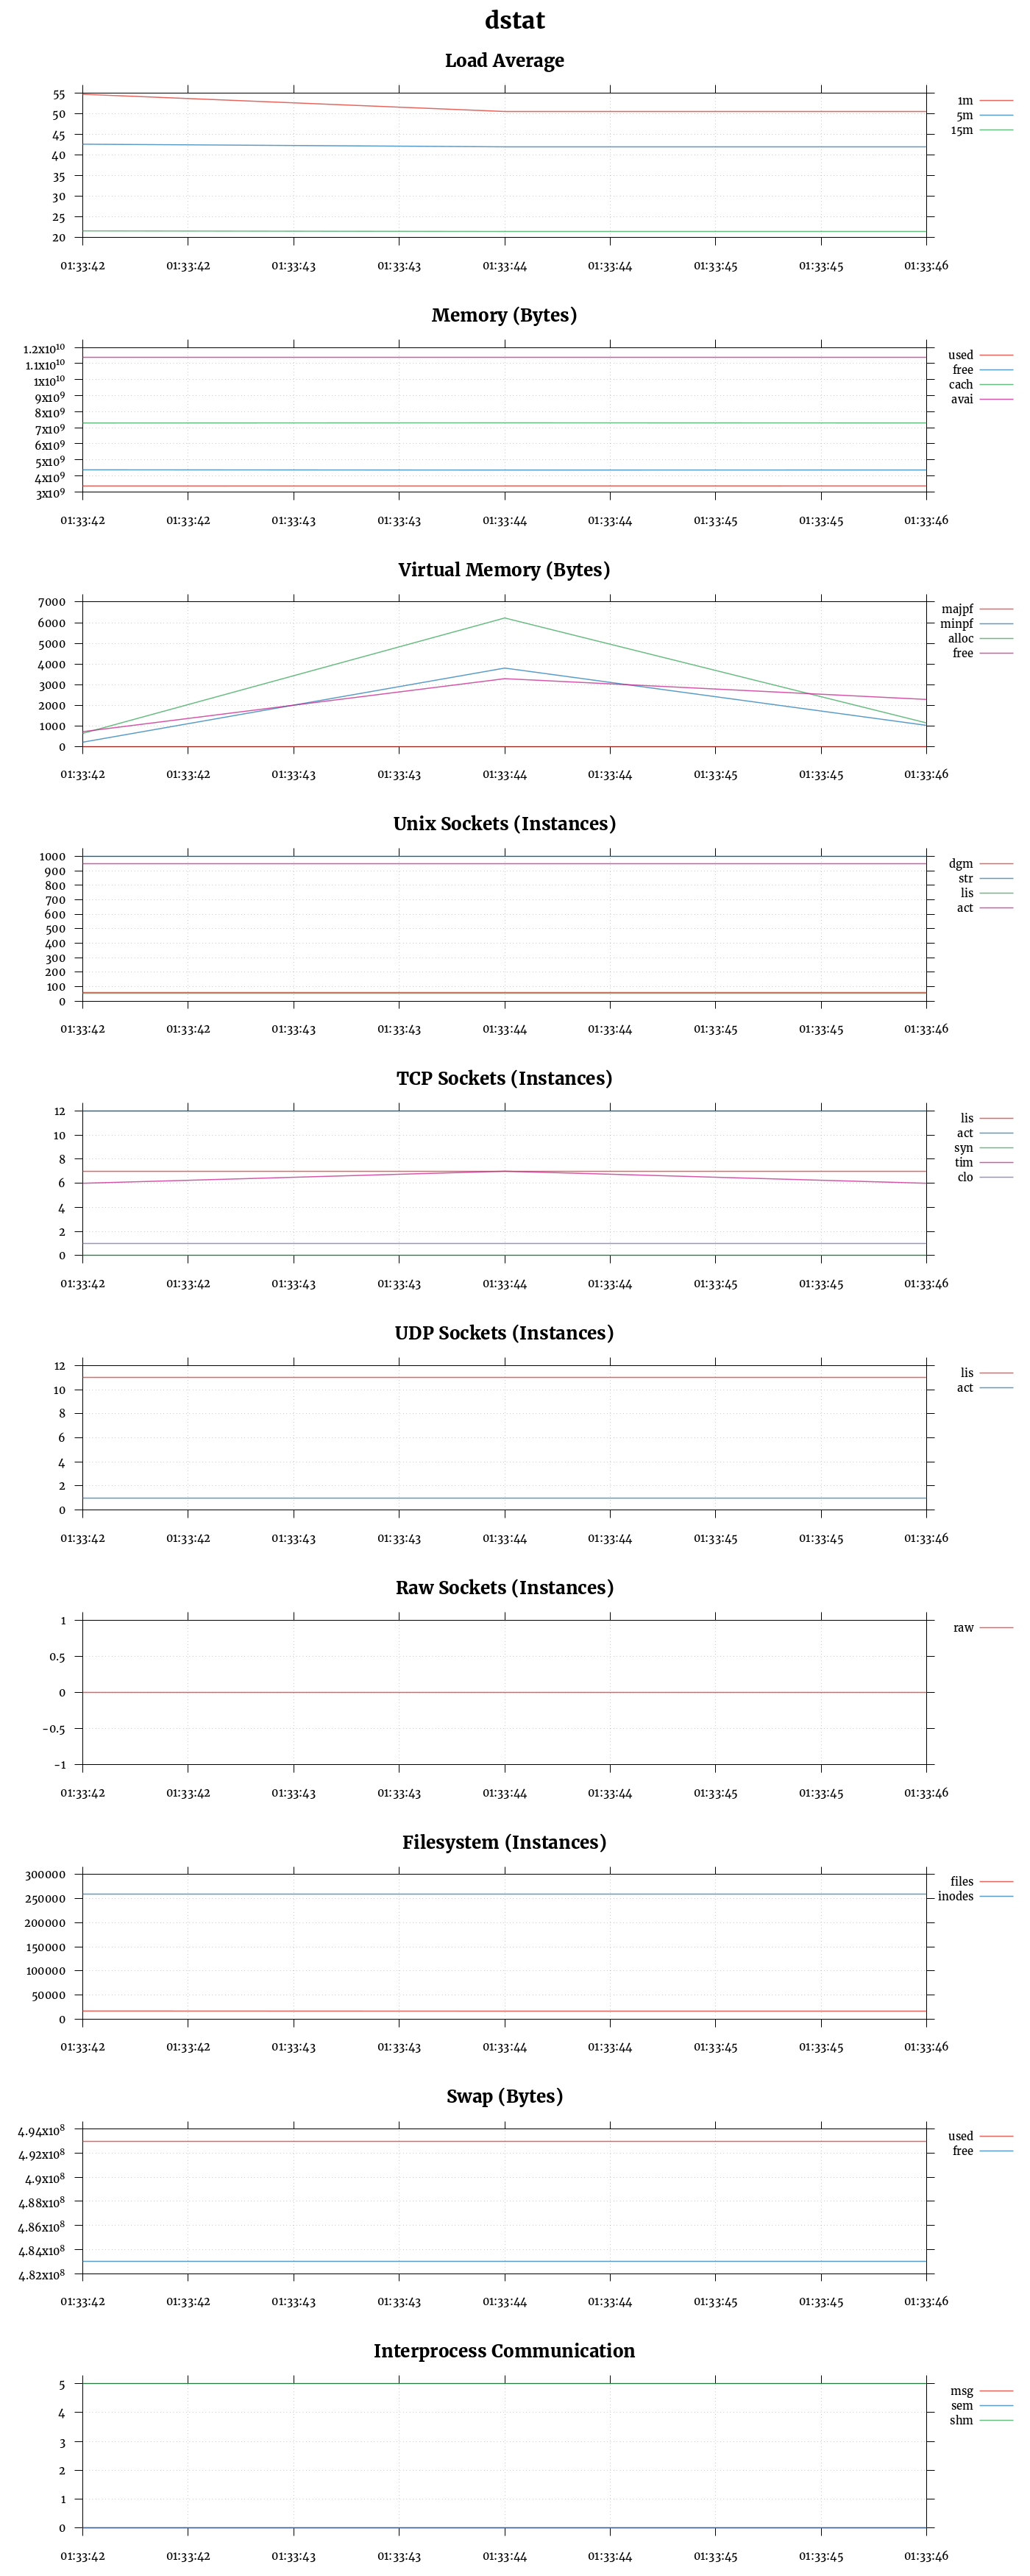 dstat
Load Average
55
50
45
40
35
30
25
20
1m
5m
15m
01:33:42 01:33:42 01:33:43 01:33:43 01:33:44 01:33:44 01:33:45 01:33:45 01:33:46
Memory (Bytes)
1.2x10¹⁰
1.1x10¹⁰
1x10¹⁰
9x10⁹
8x10⁹
7x10⁹
6x10⁹
5x10⁹
4x10⁹
3x10⁹
used
free
cach
avai
01:33:42 01:33:42 01:33:43 01:33:43 01:33:44 01:33:44 01:33:45 01:33:45 01:33:46
Virtual Memory (Bytes)
7000
6000
5000
4000
3000
2000
1000
0
majpf
minpf
alloc
free
01:33:42 01:33:42 01:33:43 01:33:43 01:33:44 01:33:44 01:33:45 01:33:45 01:33:46
Unix Sockets (Instances)
1000
900
800
700
600
500
400
300
200
100
0
dgm
str
lis
act
01:33:42 01:33:42 01:33:43 01:33:43 01:33:44 01:33:44 01:33:45 01:33:45 01:33:46
TCP Sockets (Instances)
12
10
8
6
4
2
0
lis
act
syn
tim
clo
01:33:42 01:33:42 01:33:43 01:33:43 01:33:44 01:33:44 01:33:45 01:33:45 01:33:46
UDP Sockets (Instances)
12
10
8
6
4
2
0
lis
act
01:33:42 01:33:42 01:33:43 01:33:43 01:33:44 01:33:44 01:33:45 01:33:45 01:33:46
Raw Sockets (Instances)
1
0.5
0
-0.5
-1
raw
01:33:42 01:33:42 01:33:43 01:33:43 01:33:44 01:33:44 01:33:45 01:33:45 01:33:46
Filesystem (Instances)
300000
250000
200000
150000
100000
50000
0
files
inodes
01:33:42 01:33:42 01:33:43 01:33:43 01:33:44 01:33:44 01:33:45 01:33:45 01:33:46
Swap (Bytes)
4.94x10⁸
4.92x10⁸
4.9x10⁸
4.88x10⁸
4.86x10⁸
4.84x10⁸
4.82x10⁸
used
free
01:33:42 01:33:42 01:33:43 01:33:43 01:33:44 01:33:44 01:33:45 01:33:45 01:33:46
Interprocess Communication
5
4
3
2
1
0
msg
sem
shm
01:33:42 01:33:42 01:33:43 01:33:43 01:33:44 01:33:44 01:33:45 01:33:45 01:33:46